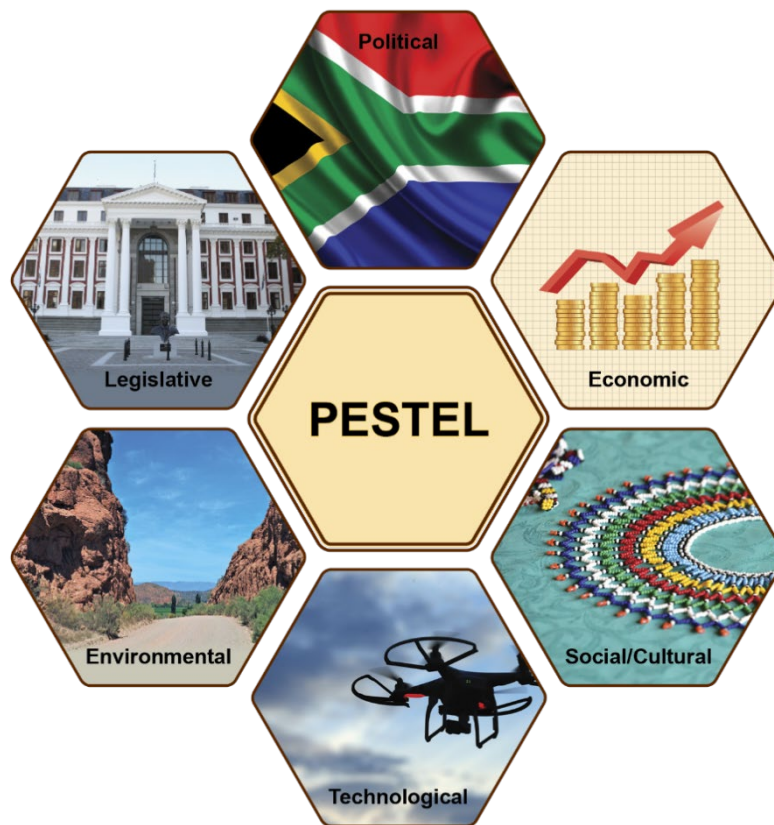 Political
Economic
Social/Cultural
Technological
Environmental
Legislative
PESTEL